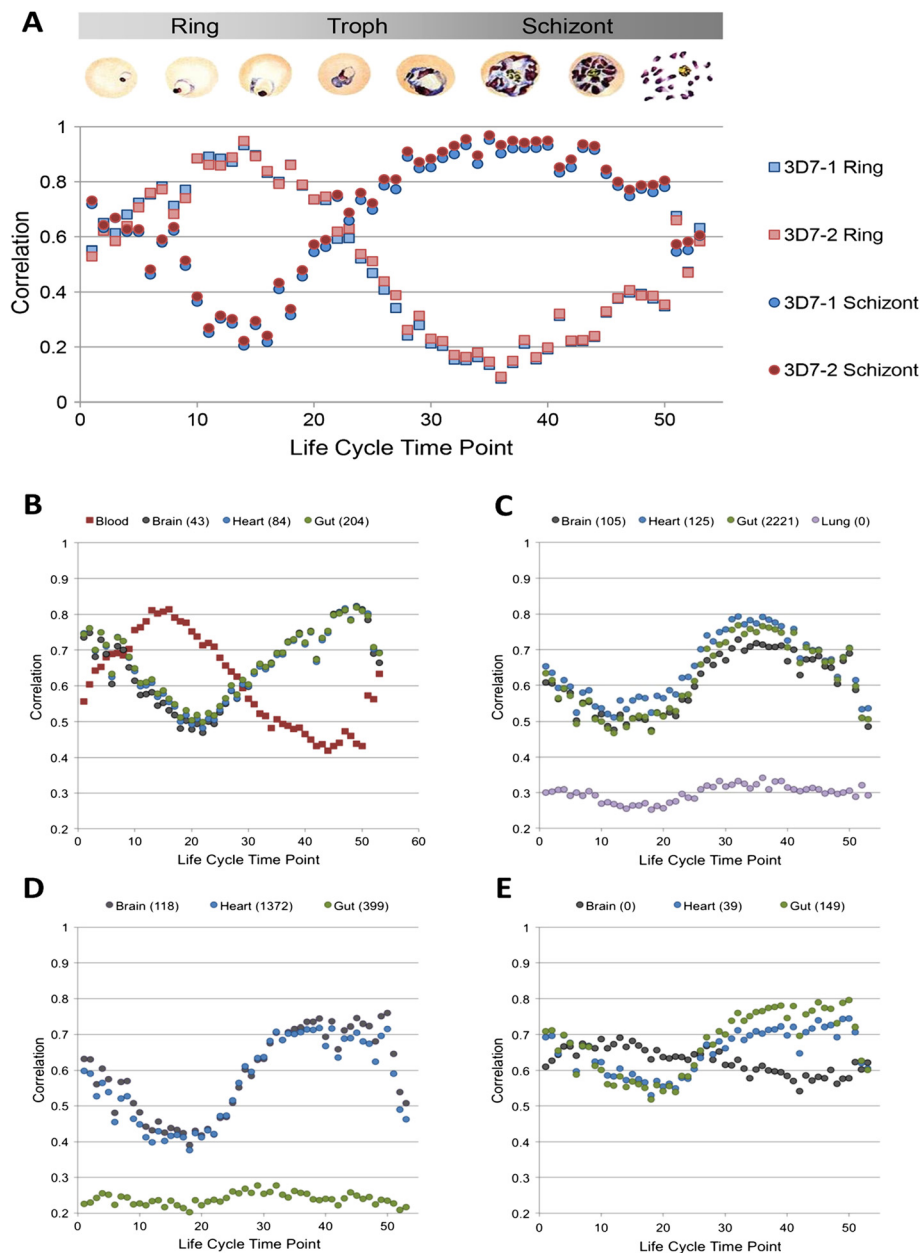 A
Ring Troph Schizont
1
0.8
0.6
0.4
0.2
0
Correlation
0 10 20 30 40 50
Life Cycle Time Point
3D7-1 Ring
3D7-2 Ring
3D7-1 Schizont
3D7-2 Schizont
B
Blood Brain (43) Heart (84) Gut (204)
1
0.9
0.8
0.7
0.6
0.5
0.4
0.3
0.2
Correlation
0 10 20 30 40 50 60
Life Cycle Time Point
C
Brain (105) Heart (125) Gut (2221) Lung (0)
1
0.9
0.8
0.7
0.6
0.5
0.4
0.3
0.2
Correlation
0 10 20 30 40 50
Life Cycle Time Point
D
Brain (118) Heart (1372) Gut (399)
1
0.9
0.8
0.7
0.6
0.5
0.4
0.3
0.2
Correlation
0 10 20 30 40 50
Life Cycle Time Point
E
Brain (0) Heart (39) Gut (149)
1
0.9
0.8
0.7
0.6
0.5
0.4
0.3
0.2
Correlation
0 10 20 30 40 50
Life Cycle Time Point